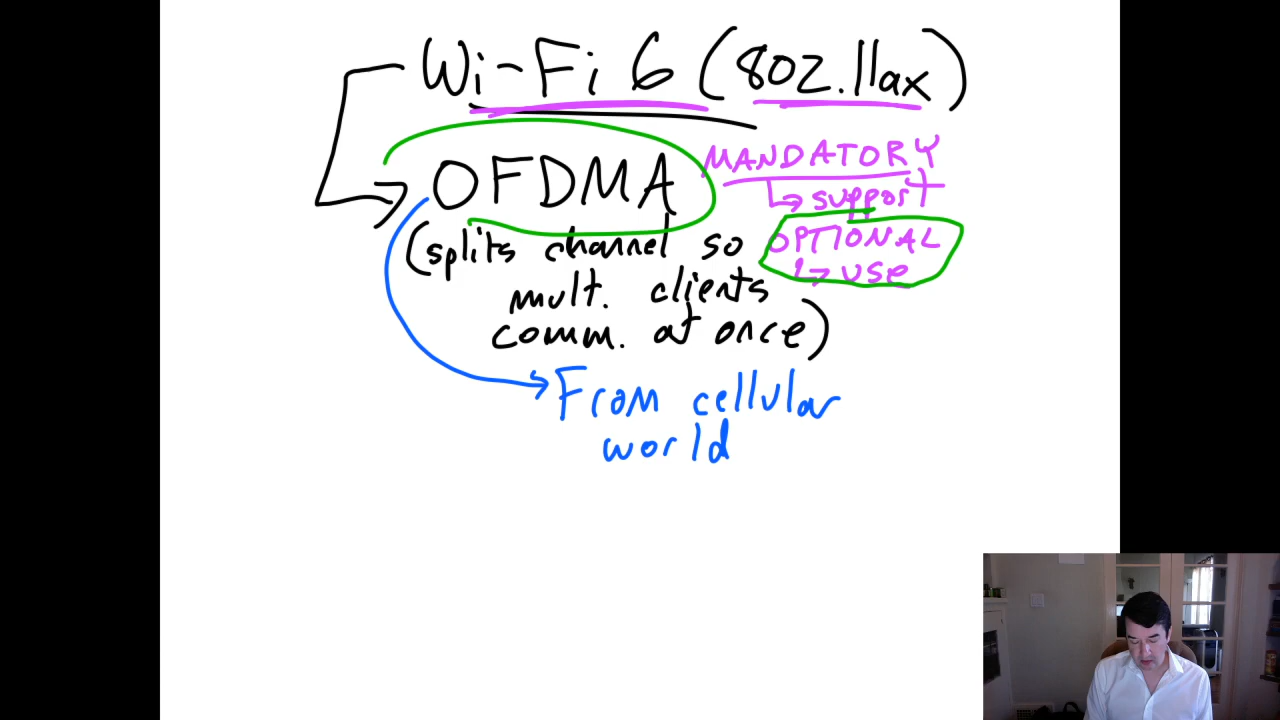 Wi-Fi 6 (802.11ax)
OFDMA
MANDATORY
↳ support
OPTIONAL
↳ use
(splits channel so
mult. clients
comm. at once)
From cellular
world